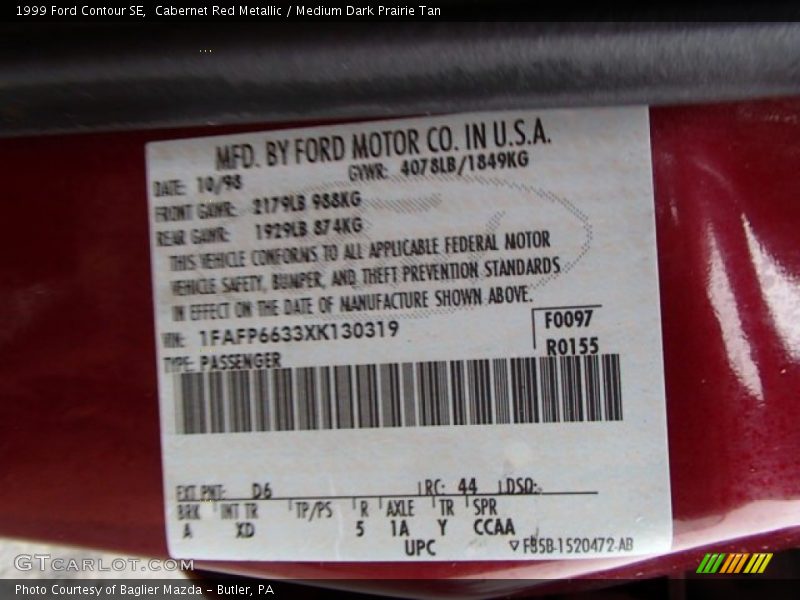 1999 Ford Contour SE,  Cabernet Red Metallic / Medium Dark Prairie Tan
MFD. BY FORD MOTOR CO. IN U.S.A.
DATE: 10/98 GVWR: 4078LB/1849KG
FRONT GAWR: 2179LB 988KG
REAR GAWR: 1929LB 874KG
THIS VEHICLE CONFORMS TO ALL APPLICABLE FEDERAL MOTOR
VEHICLE SAFETY, BUMPER, AND THEFT PREVENTION STANDARDS
IN EFFECT ON THE DATE OF MANUFACTURE SHOWN ABOVE.
VIN: 1FAFP6633XK130319 F0097
TYPE: PASSENGER R0155
EXT PNT: D6 RC: 44 DSO:
BRK INT TR TP/PS R AXLE TR SPR
A XD 5 1A Y CCAA
UPC ▽ F85B-1520472-AB
GTCARLOT.COM
Photo Courtesy of Baglier Mazda - Butler, PA